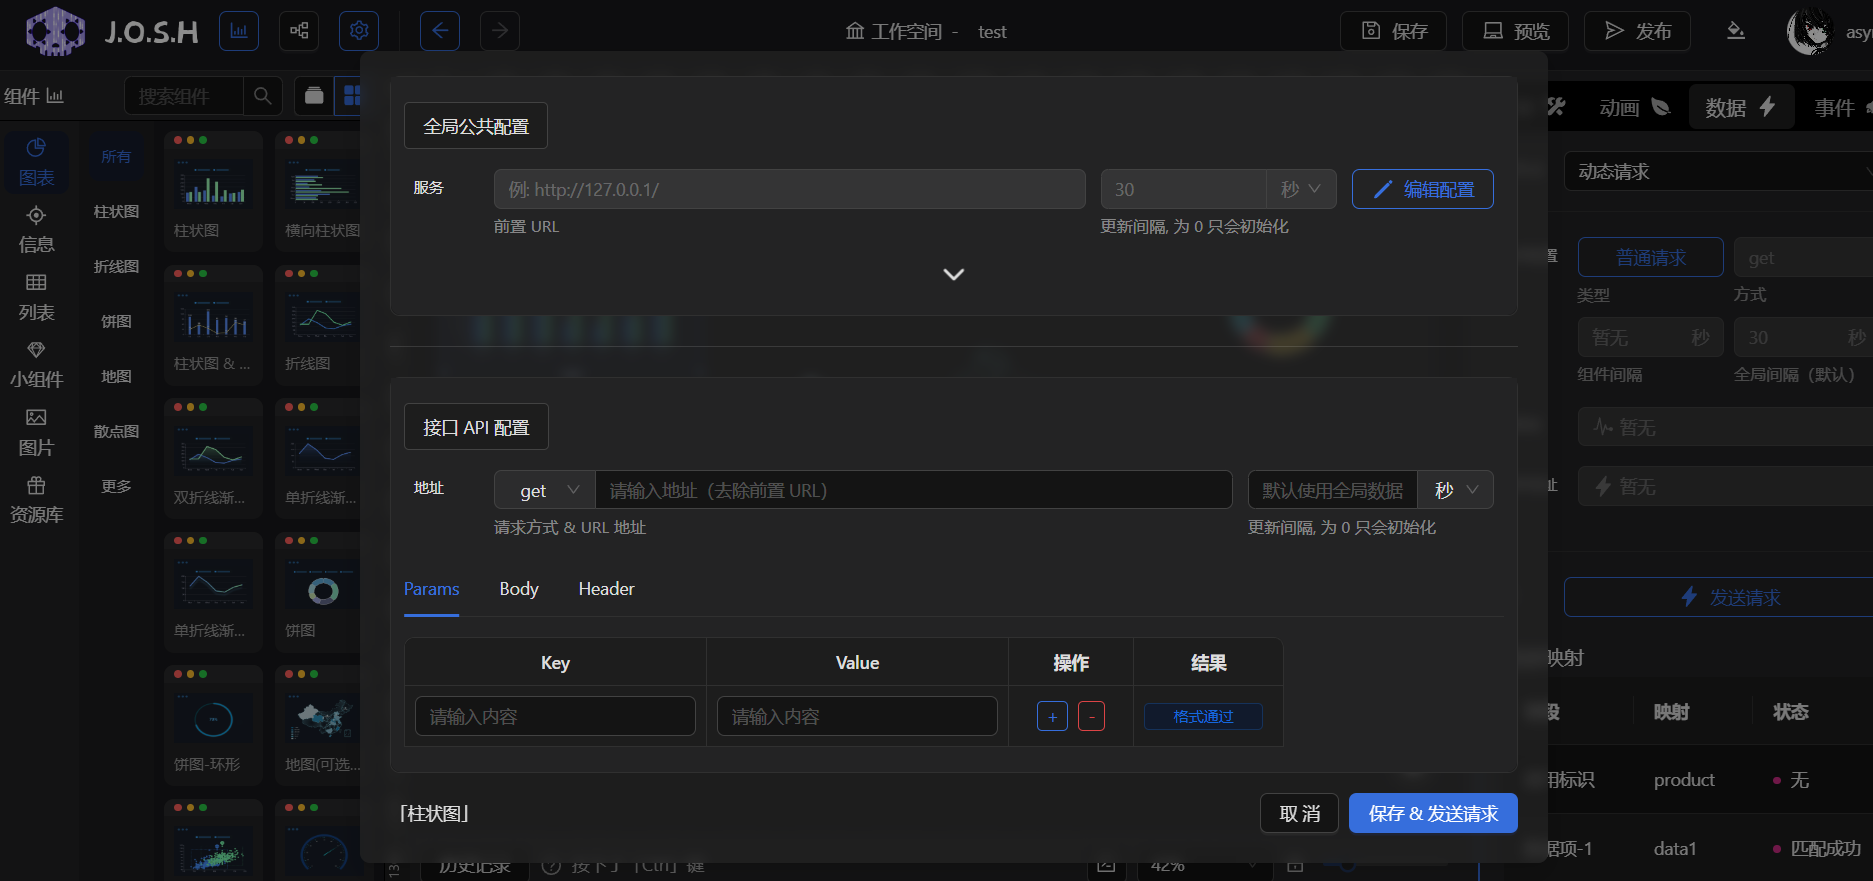 J.O.S.H
工作空间 - test
保存
预览
发布
组件
搜索组件
动画
数据
事件
图表
信息
列表
小组件
图片
资源库
所有
柱状图
折线图
饼图
地图
散点图
更多
柱状图
横向柱状图
柱状图 & ...
折线图
双折线渐...
单折线渐...
单折线渐...
饼图
饼图-环形
地图(可选...
全局公共配置
服务
例: http://127.0.0.1/
30
秒
编辑配置
前置 URL
更新间隔, 为 0 只会初始化
接口 API 配置
地址
get
请输入地址（去除前置 URL）
默认使用全局数据
秒
请求方式 & URL 地址
更新间隔, 为 0 只会初始化
Params
Body
Header
Key
Value
操作
结果
请输入内容
请输入内容
+
-
格式通过
「柱状图」
取 消
保存 & 发送请求
动态请求
置
普通请求
get
类型
方式
暂无
秒
30
秒
组件间隔
全局间隔（默认）
暂无
址
暂无
发送请求
映射
段
映射
状态
用标识
product
无
据项-1
data1
匹配成功
历史记录
按下了「Ctrl」键
42%